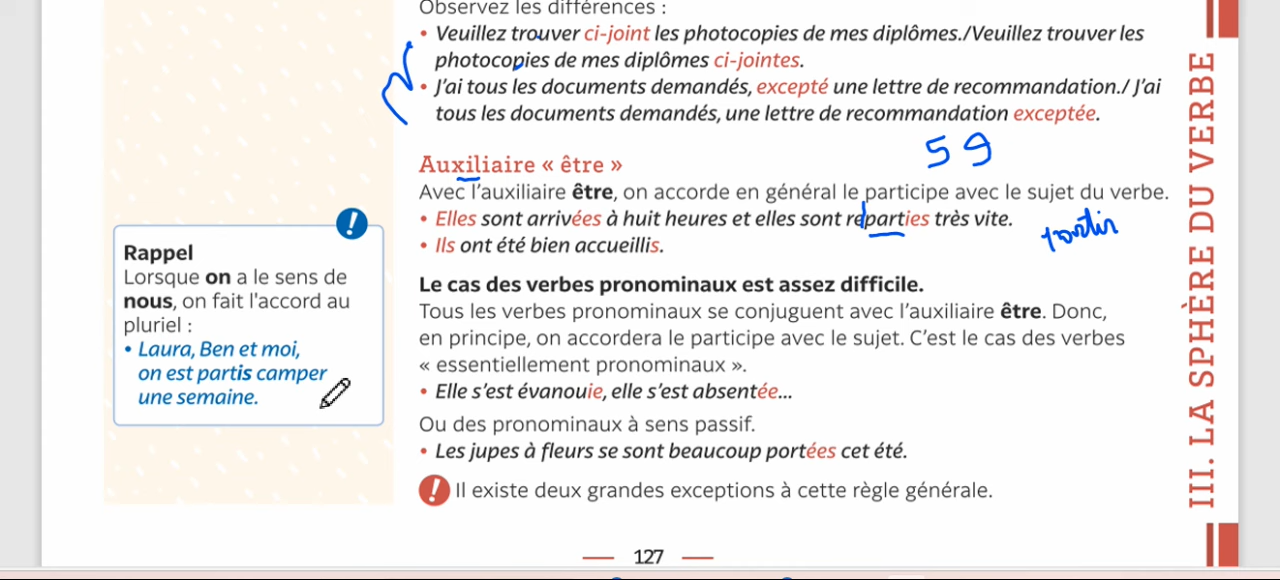 Observez les différences :
• Veuillez trouver ci-joint les photocopies de mes diplômes./Veuillez trouver les
photocopies de mes diplômes ci-jointes.
• J'ai tous les documents demandés, excepté une lettre de recommandation./ J'ai
tous les documents demandés, une lettre de recommandation exceptée.
59
Auxiliaire « être »
Avec l'auxiliaire être, on accorde en général le participe avec le sujet du verbe.
• Elles sont arrivées à huit heures et elles sont reparties très vite.
partir
• Ils ont été bien accueillis.
Le cas des verbes pronominaux est assez difficile.
Tous les verbes pronominaux se conjuguent avec l'auxiliaire être. Donc,
en principe, on accordera le participe avec le sujet. C'est le cas des verbes
« essentiellement pronominaux ».
• Elle s'est évanouie, elle s'est absentée...
Ou des pronominaux à sens passif.
• Les jupes à fleurs se sont beaucoup portées cet été.
! Il existe deux grandes exceptions à cette règle générale.
!
Rappel
Lorsque on a le sens de
nous, on fait l'accord au
pluriel :
• Laura, Ben et moi,
on est partis camper
une semaine.
III. LA SPHÈRE DU VERBE
127